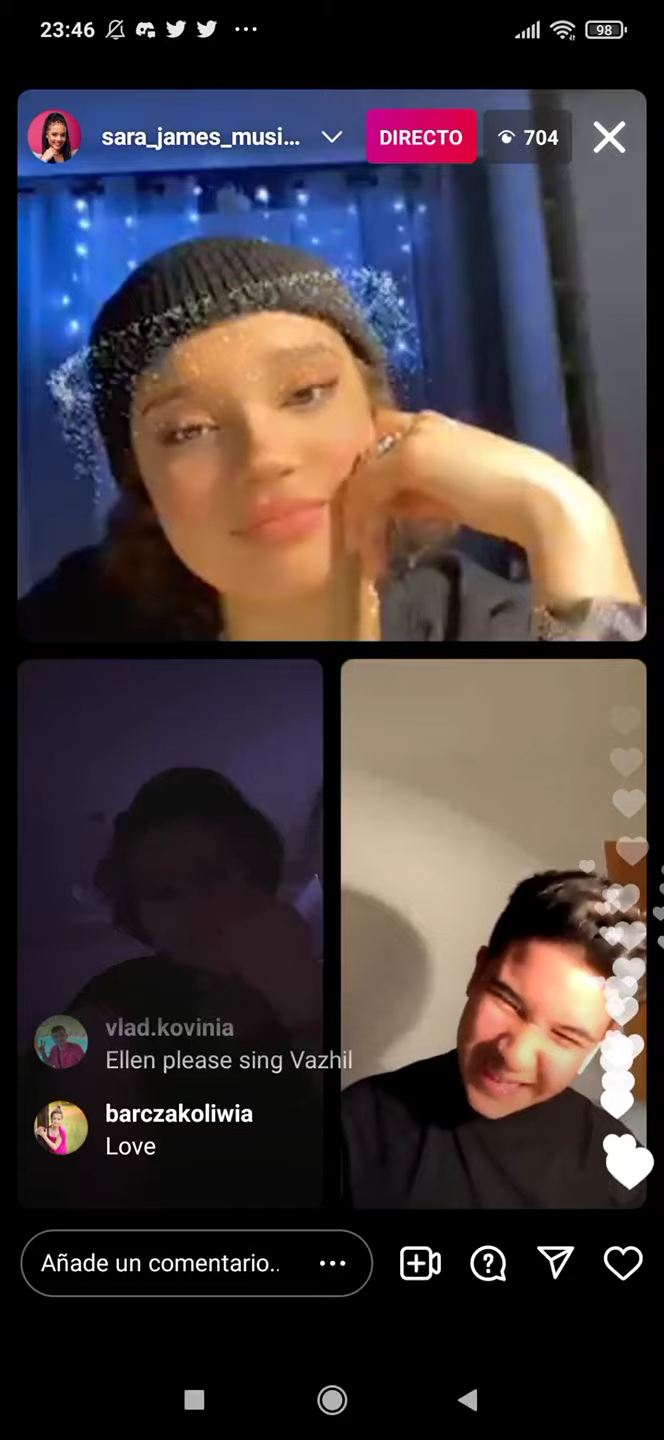 23:46
98
sara_james_musi...
DIRECTO
704
vlad.kovinia
Ellen please sing Vazhil
barczakoliwia
Love
Añade un comentario..